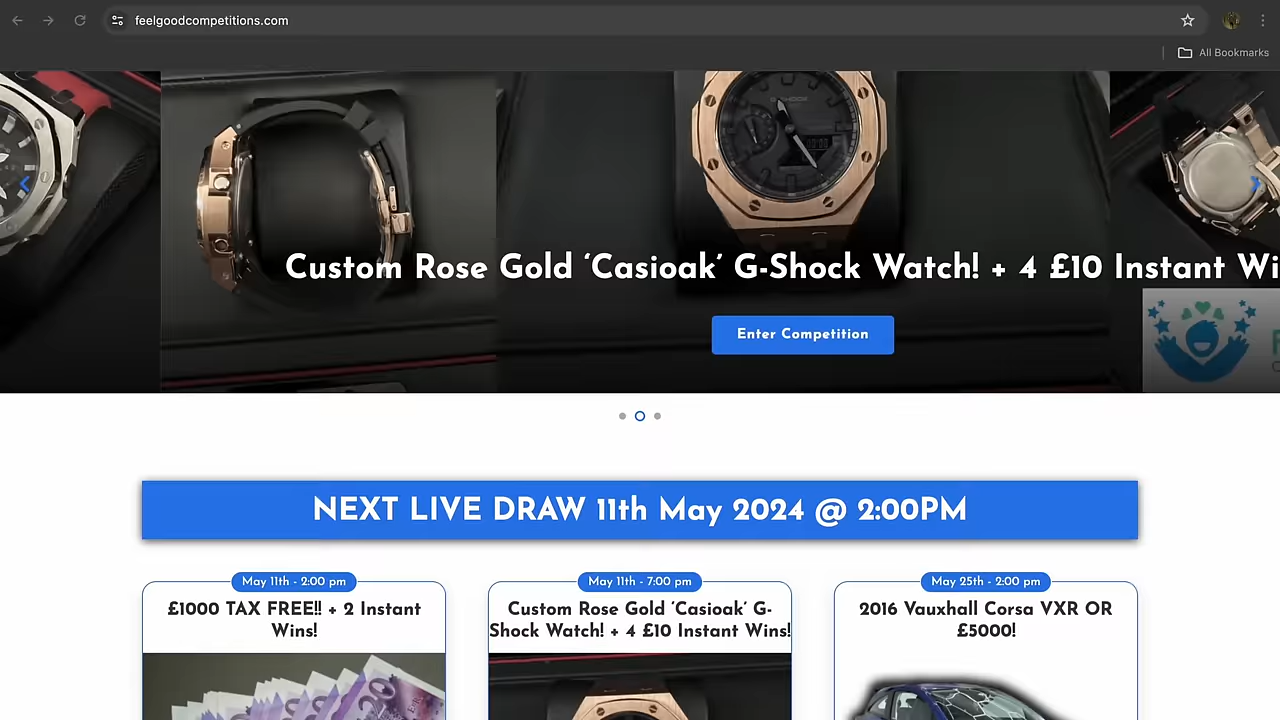 feelgoodcompetitions.com
All Bookmarks
G-SHOCK
Custom Rose Gold ‘Casioak’ G-Shock Watch! + 4 £10 Instant Wi
Enter Competition
NEXT LIVE DRAW 11th May 2024 @ 2:00PM
May 11th - 2:00 pm
£1000 TAX FREE!! + 2 Instant
Wins!
May 11th - 7:00 pm
Custom Rose Gold ‘Casioak’ G-
Shock Watch! + 4 £10 Instant Wins!
May 25th - 2:00 pm
2016 Vauxhall Corsa VXR OR
£5000!
20